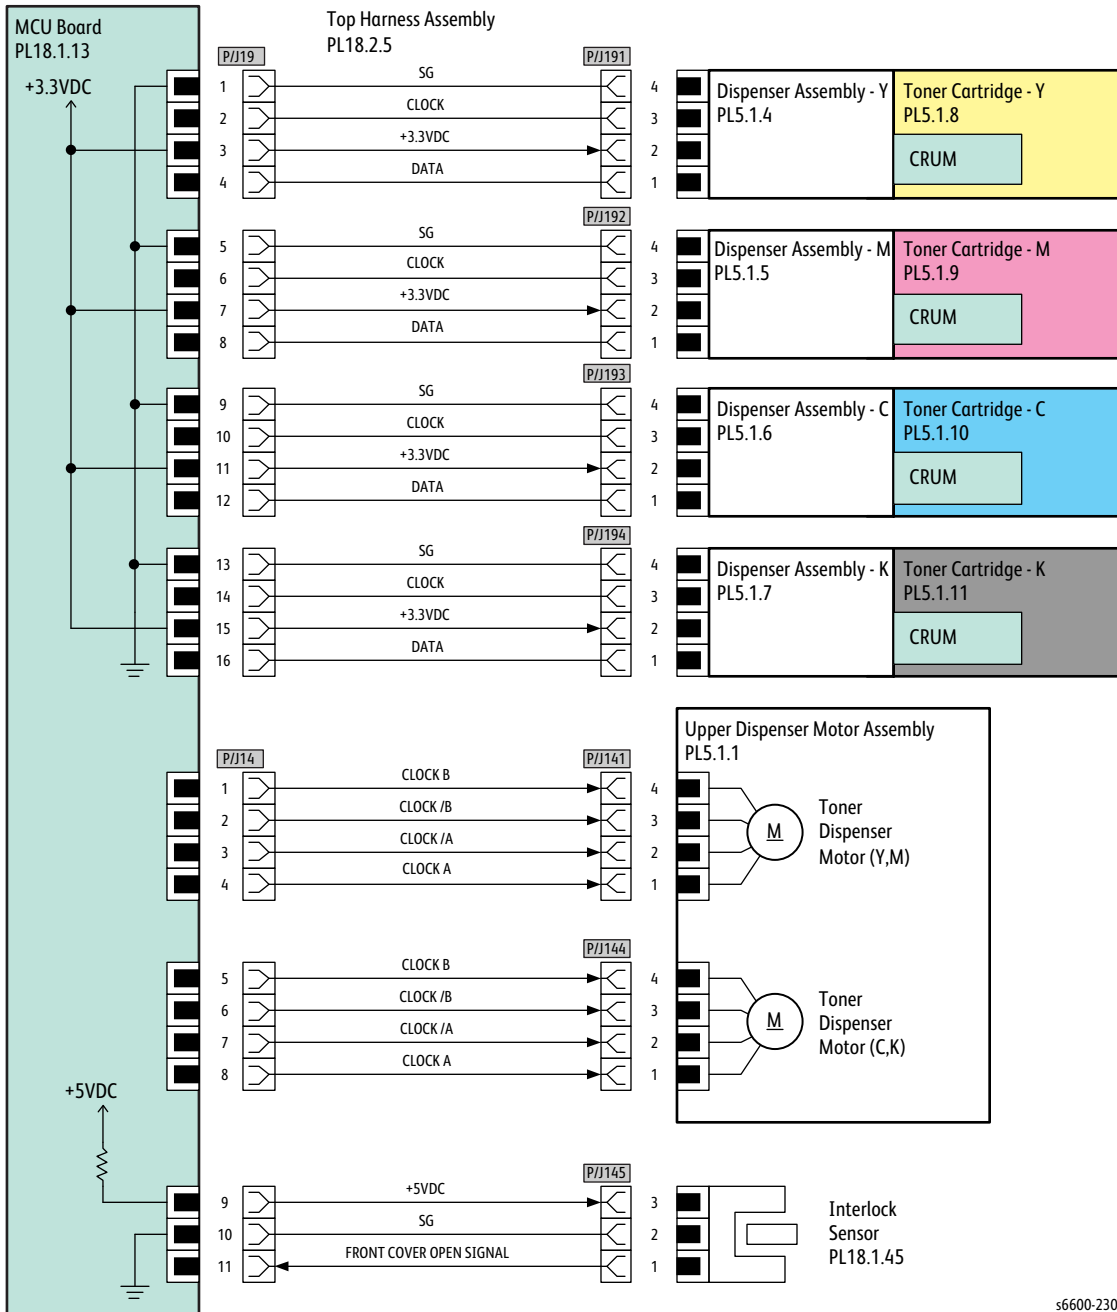 MCU Board
PL18.1.13
Top Harness Assembly
PL18.2.5
+3.3VDC
P/J19
P/J191
1 SG 4
2 CLOCK 3
3 +3.3VDC 2
4 DATA 1
Dispenser Assembly - Y
PL5.1.4
Toner Cartridge - Y
PL5.1.8
CRUM
P/J192
5 SG 4
6 CLOCK 3
7 +3.3VDC 2
8 DATA 1
Dispenser Assembly - M
PL5.1.5
Toner Cartridge - M
PL5.1.9
CRUM
P/J193
9 SG 4
10 CLOCK 3
11 +3.3VDC 2
12 DATA 1
Dispenser Assembly - C
PL5.1.6
Toner Cartridge - C
PL5.1.10
CRUM
P/J194
13 SG 4
14 CLOCK 3
15 +3.3VDC 2
16 DATA 1
Dispenser Assembly - K
PL5.1.7
Toner Cartridge - K
PL5.1.11
CRUM
Upper Dispenser Motor Assembly
PL5.1.1
P/J14
P/J141
1 CLOCK B 4
2 CLOCK /B 3
3 CLOCK /A 2
4 CLOCK A 1
M
Toner
Dispenser
Motor (Y,M)
P/J144
5 CLOCK B 4
6 CLOCK /B 3
7 CLOCK /A 2
8 CLOCK A 1
M
Toner
Dispenser
Motor (C,K)
+5VDC
P/J145
9 +5VDC 3
10 SG 2
11 FRONT COVER OPEN SIGNAL 1
Interlock
Sensor
PL18.1.45
s6600-230